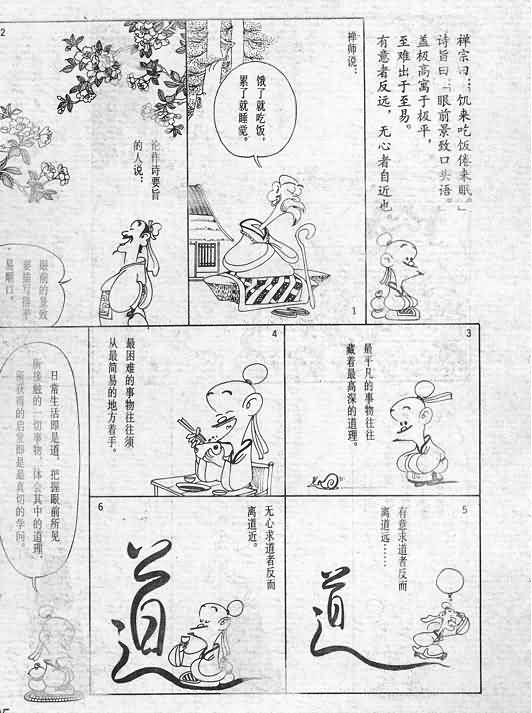 禅宗曰：「饥来吃饭倦来眠。」
诗旨曰：「眼前景致口头语。」
盖极高寓于极平，
至难出于至易。
有意者反远，无心者自近也。
禅师说：
饿了就吃饭，
累了就睡觉。
1
2
论作诗要旨
的人说：
眼前的景致
要描写得平
易顺口。
3
最平凡的事物往往
藏着最高深的道理。
4
最困难的事物往往须
从最简易的地方着手。
5
有意求道者反而
离道远……
道
6
无心求道者反而
离道近。
道
日常生活即是道，把握眼前所见
所接触的一切事物，体会其中的道理，
所获得的启发即是最真切的学问。